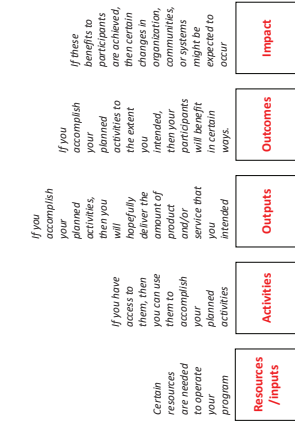 Certain
resources
are needed
to operate
your
program
Resources
/inputs
If you have
access to
them, then
you can use
them to
accomplish
your
planned
activities
Activities
If you
accomplish
your
planned
activities,
then you
will
hopefully
deliver the
amount of
product
and/or
service that
you
intended
Outputs
If you
accomplish
your
planned
activities to
the extent
you
intended,
then your
participants
will benefit
in certain
ways.
Outcomes
If these
benefits to
participants
are achieved,
then certain
changes in
organization,
communities,
or systems
might be
expected to
occur
Impact